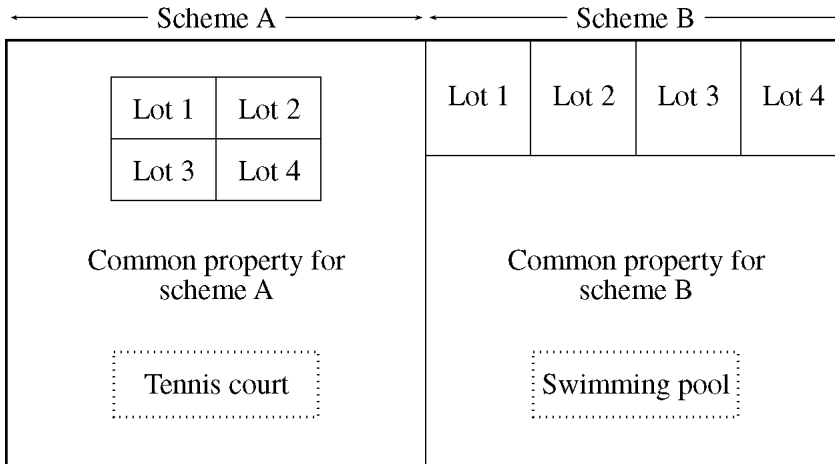 Scheme A
Scheme B
Lot 1
Lot 2
Lot 3
Lot 4
Lot 1
Lot 2
Lot 3
Lot 4
Common property for
scheme A
Common property for
scheme B
Tennis court
Swimming pool